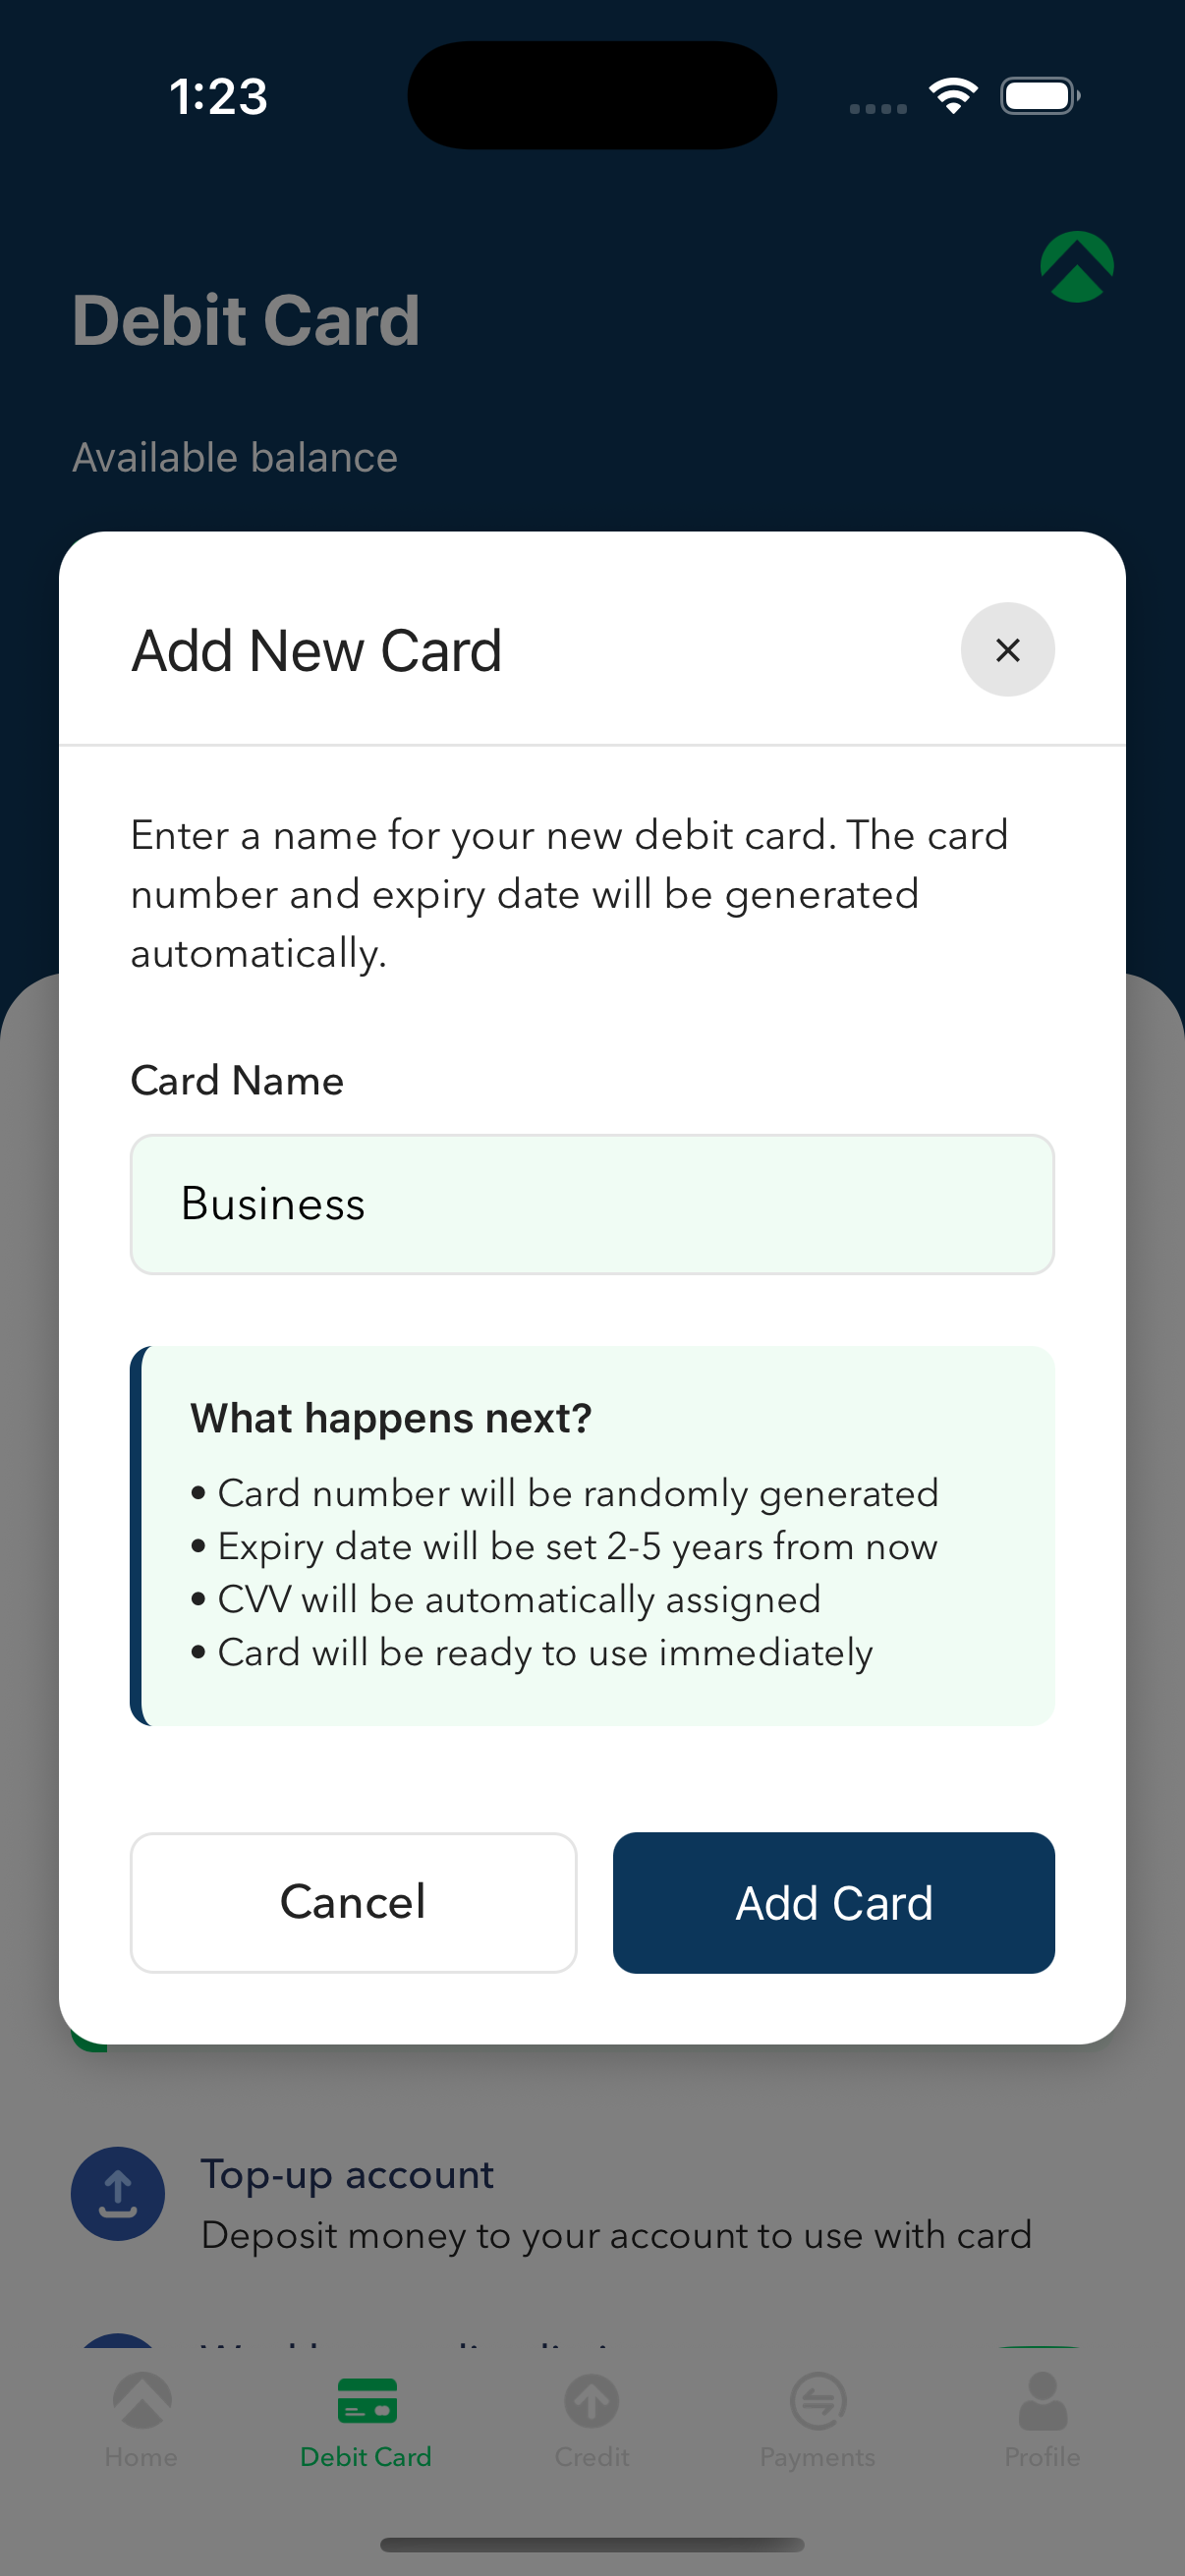 1:23
Debit Card
Available balance
Add New Card
Enter a name for your new debit card. The card
number and expiry date will be generated
automatically.
Card Name
Business
What happens next?
• Card number will be randomly generated
• Expiry date will be set 2-5 years from now
• CVV will be automatically assigned
• Card will be ready to use immediately
Cancel
Add Card
Top-up account
Deposit money to your account to use with card
Home
Debit Card
Credit
Payments
Profile